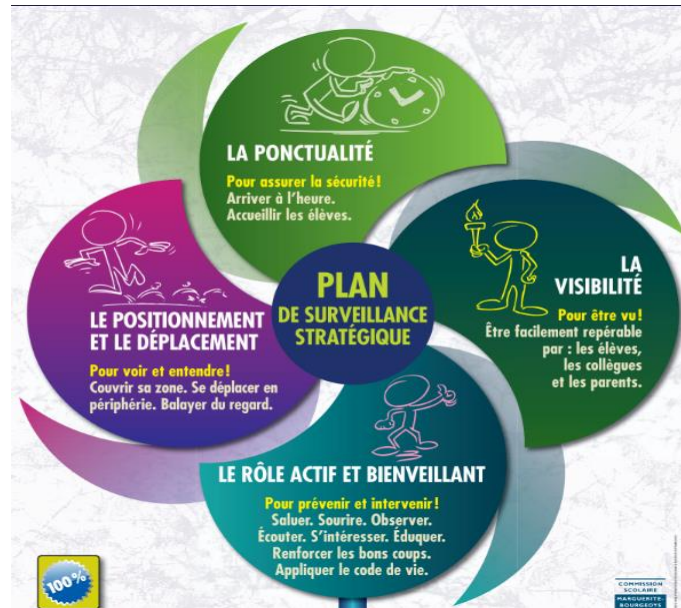 LA PONCTUALITÉ
Pour assurer la sécurité!
Arriver à l'heure.
Accueillir les élèves.
LA
VISIBILITÉ
Pour être vu!
Être facilement repérable
par : les élèves,
les collègues
et les parents.
PLAN
DE SURVEILLANCE
STRATÉGIQUE
LE POSITIONNEMENT
ET LE DÉPLACEMENT
Pour voir et entendre!
Couvrir sa zone. Se déplacer en
périphérie. Balayer du regard.
LE RÔLE ACTIF ET BIENVEILLANT
Pour prévenir et intervenir!
Saluer. Sourire. Observer.
Écouter. S'intéresser. Éduquer.
Renforcer les bons coups.
Appliquer le code de vie.
100%
COMMISSION
SCOLAIRE
MARGUERITE-
BOURGEOYS